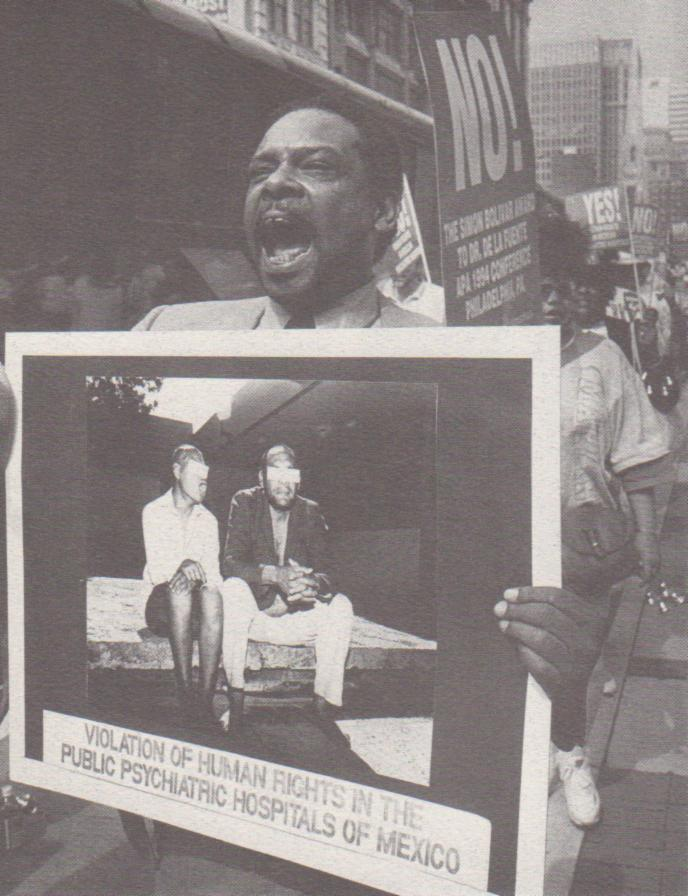 NO!
THE SIMON BOLIVAR AWARD
TO DR. DE LA FUENTE
APA 1994 CONFERENCE
PHILADELPHIA, PA.
YES!
NO!
VIOLATION OF HUMAN RIGHTS IN THE
PUBLIC PSYCHIATRIC HOSPITALS OF MEXICO